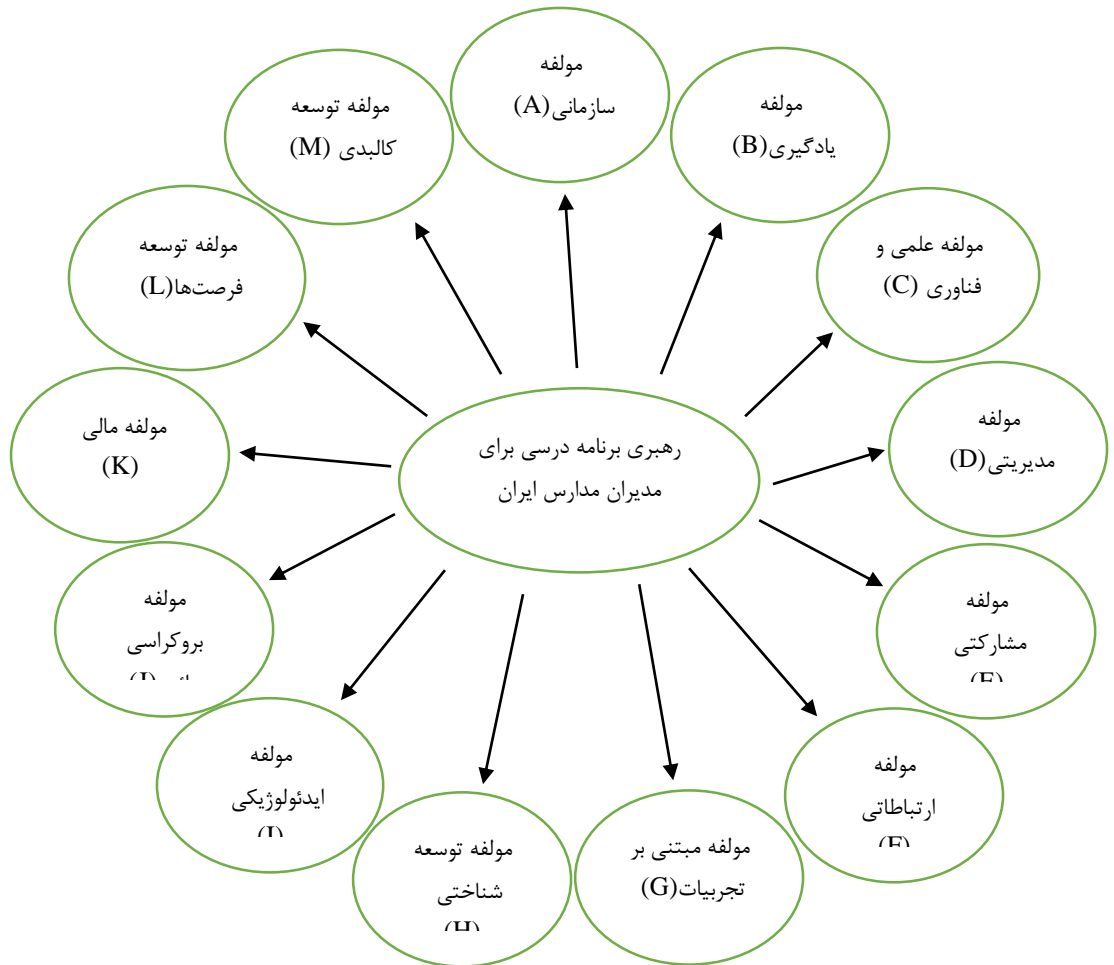 مولفه
سازمانی(A)
مولفه
یادگیری(B)
مولفه علمی و
فناوری (C)
مولفه
مدیریتی(D)
مولفه
مشارکتی
(E)
مولفه
ارتباطاتی
(F)
مولفه مبتنی بر
تجربیات(G)
مولفه توسعه
شناختی
(H)
مولفه
ایدئولوژیکی
(I)
مولفه
بروکراسی
(J)
مولفه مالی
(K)
مولفه توسعه
فرصت‌ها(L)
مولفه توسعه
کالبدی (M)
رهبری برنامه درسی برای
مدیران مدارس ایران